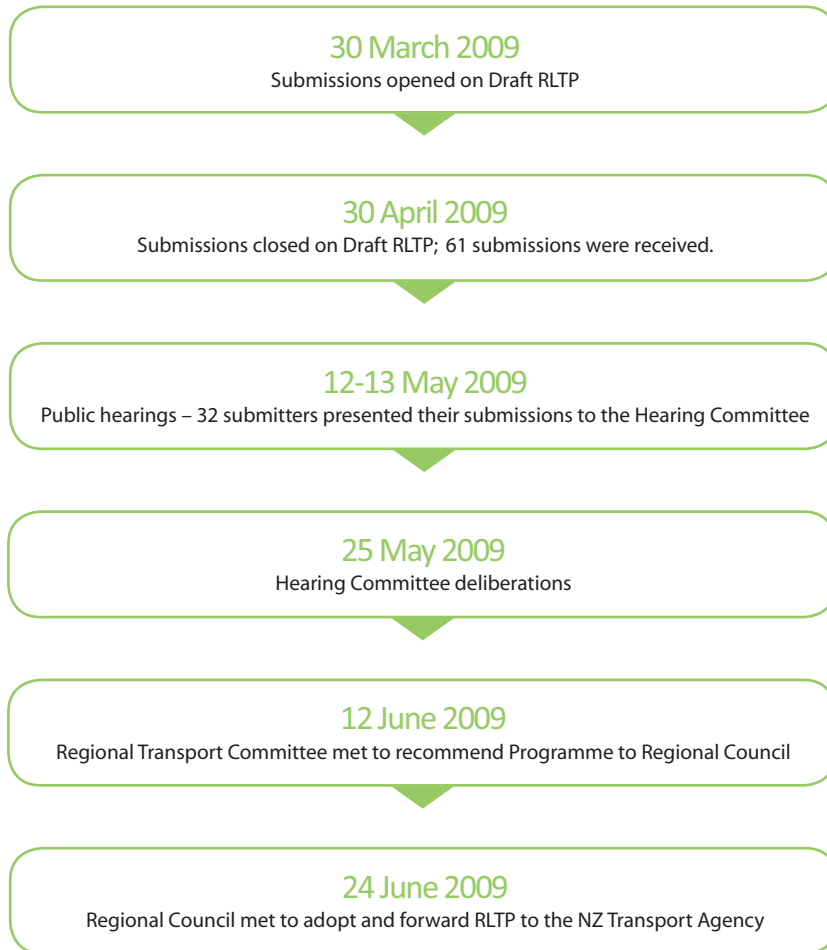 30 March 2009
Submissions opened on Draft RLTP
30 April 2009
Submissions closed on Draft RLTP; 61 submissions were received.
12-13 May 2009
Public hearings – 32 submitters presented their submissions to the Hearing Committee
25 May 2009
Hearing Committee deliberations
12 June 2009
Regional Transport Committee met to recommend Programme to Regional Council
24 June 2009
Regional Council met to adopt and forward RLTP to the NZ Transport Agency